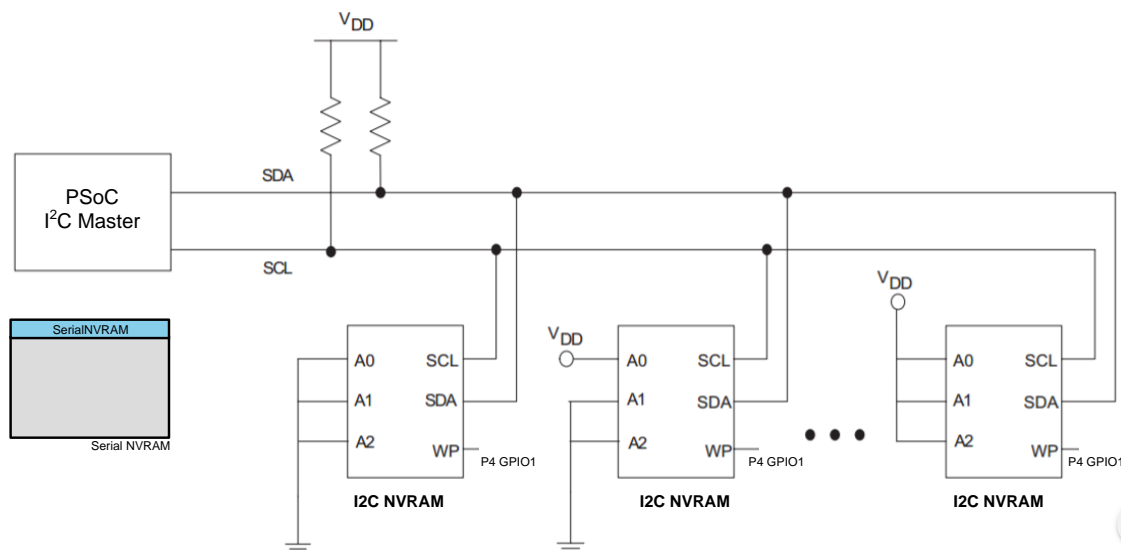 VDD
PSoC
I2C Master
SDA
SCL
SerialNVRAM
Serial NVRAM
A0
A1
A2
SCL
SDA
WP
P4 GPIO1
I2C NVRAM
VDD
A0
A1
A2
SCL
SDA
WP
P4 GPIO1
I2C NVRAM
VDD
A0
A1
A2
SCL
SDA
WP
P4 GPIO1
I2C NVRAM